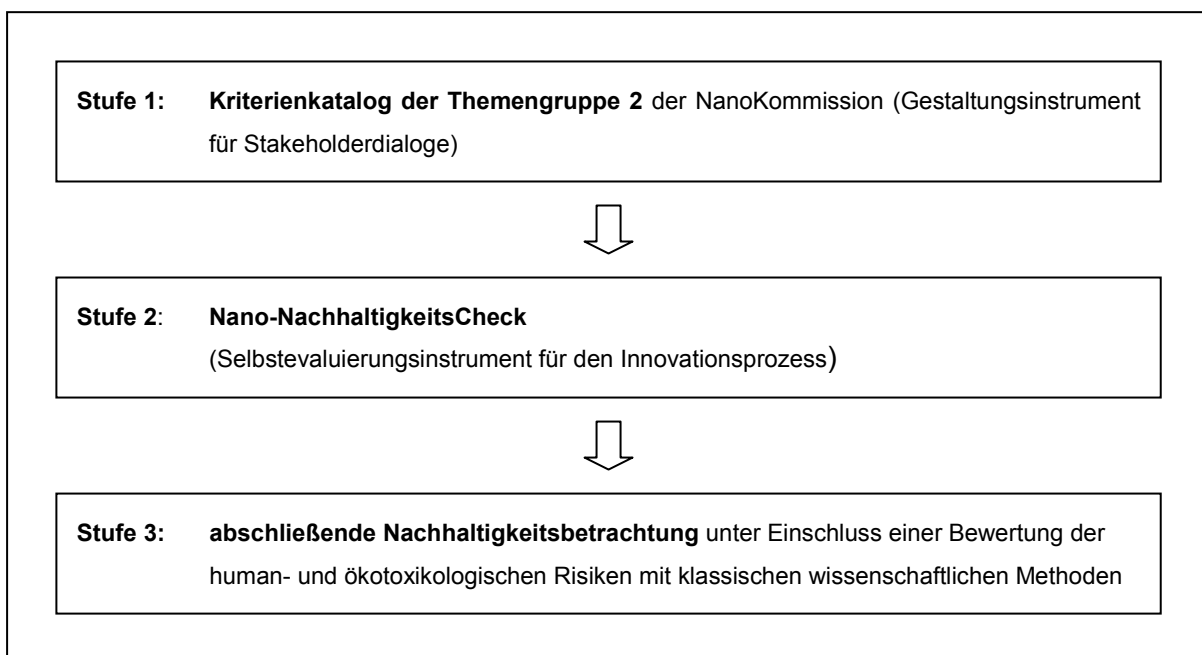 Stufe 1: Kriterienkatalog der Themengruppe 2 der NanoKommission (Gestaltungsinstrument
für Stakeholderdialoge)
Stufe 2: Nano-NachhaltigkeitsCheck
(Selbstevaluierungsinstrument für den Innovationsprozess)
Stufe 3: abschließende Nachhaltigkeitsbetrachtung unter Einschluss einer Bewertung der
human- und ökotoxikologischen Risiken mit klassischen wissenschaftlichen Methoden